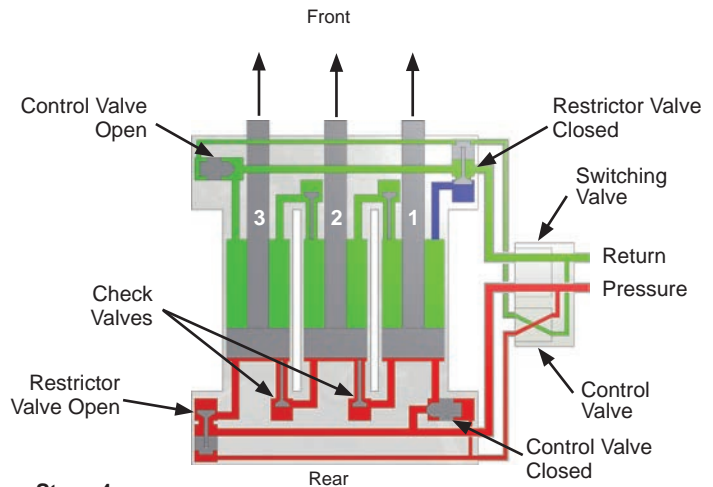 Front
Control Valve
Open
Restrictor Valve
Closed
Switching
Valve
3
2
1
Return
Pressure
Check
Valves
Restrictor
Valve Open
Control
Valve
Control Valve
Closed
Rear